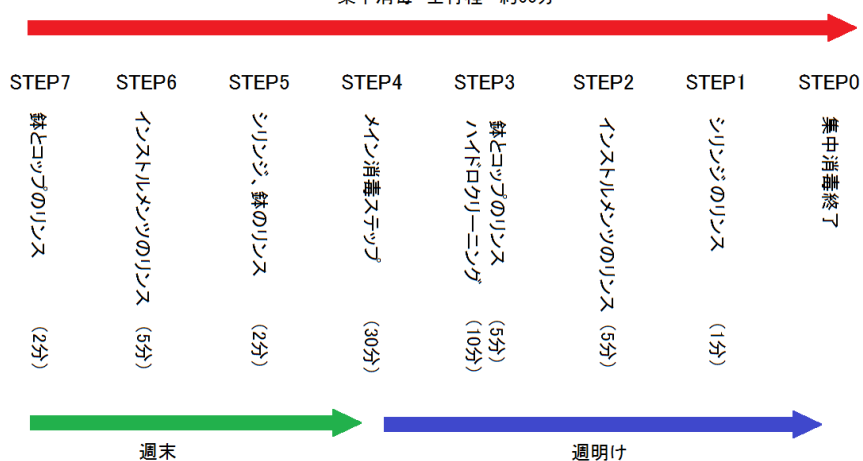 STEP7
STEP6
STEP5
STEP4
STEP3
STEP2
STEP1
STEP0
鉢とコップのリンス
(2分)
インストルメンツのリンス
(5分)
シリンジ、鉢のリンス
(2分)
メイン消毒ステップ
(30分)
鉢とコップのリンス
(5分)
ハイドロクリーニング
(10分)
インストルメンツのリンス
(5分)
シリンジのリンス
(1分)
集中消毒終了
週末
週明け